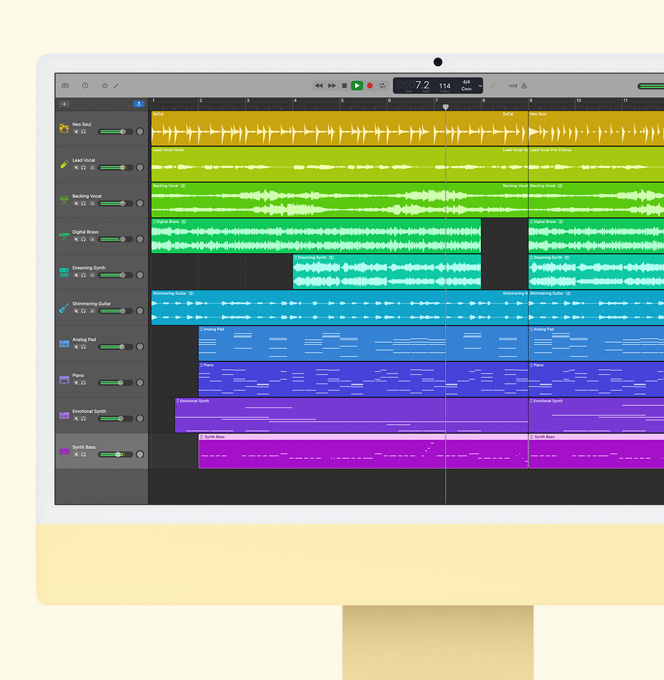 7.2 114 4/4 Cmin
1 2 3 4 5 6 7 8 9 10 11
Neo Soul
SoCal SoCal Neo Soul
Lead Vocal
Lead Vocal Verse Lead Vocal Ve Lead Vocal Pre-Chorus
Backing Vocal
Backing Vocal Backing Vocal Backing Vocal
Digital Brass
Digital Brass Digital Brass
Dreaming Synth
Dreaming Synth Dreaming Synth
Shimmering Guitar
Shimmering Guitar Shimmering G Shimmering Guitar
Analog Pad
Analog Pad Analog Pad
Piano
Piano Piano
Emotional Synth
Emotional Synth Emotional Synth
Synth Bass
Synth Bass Synth Bass